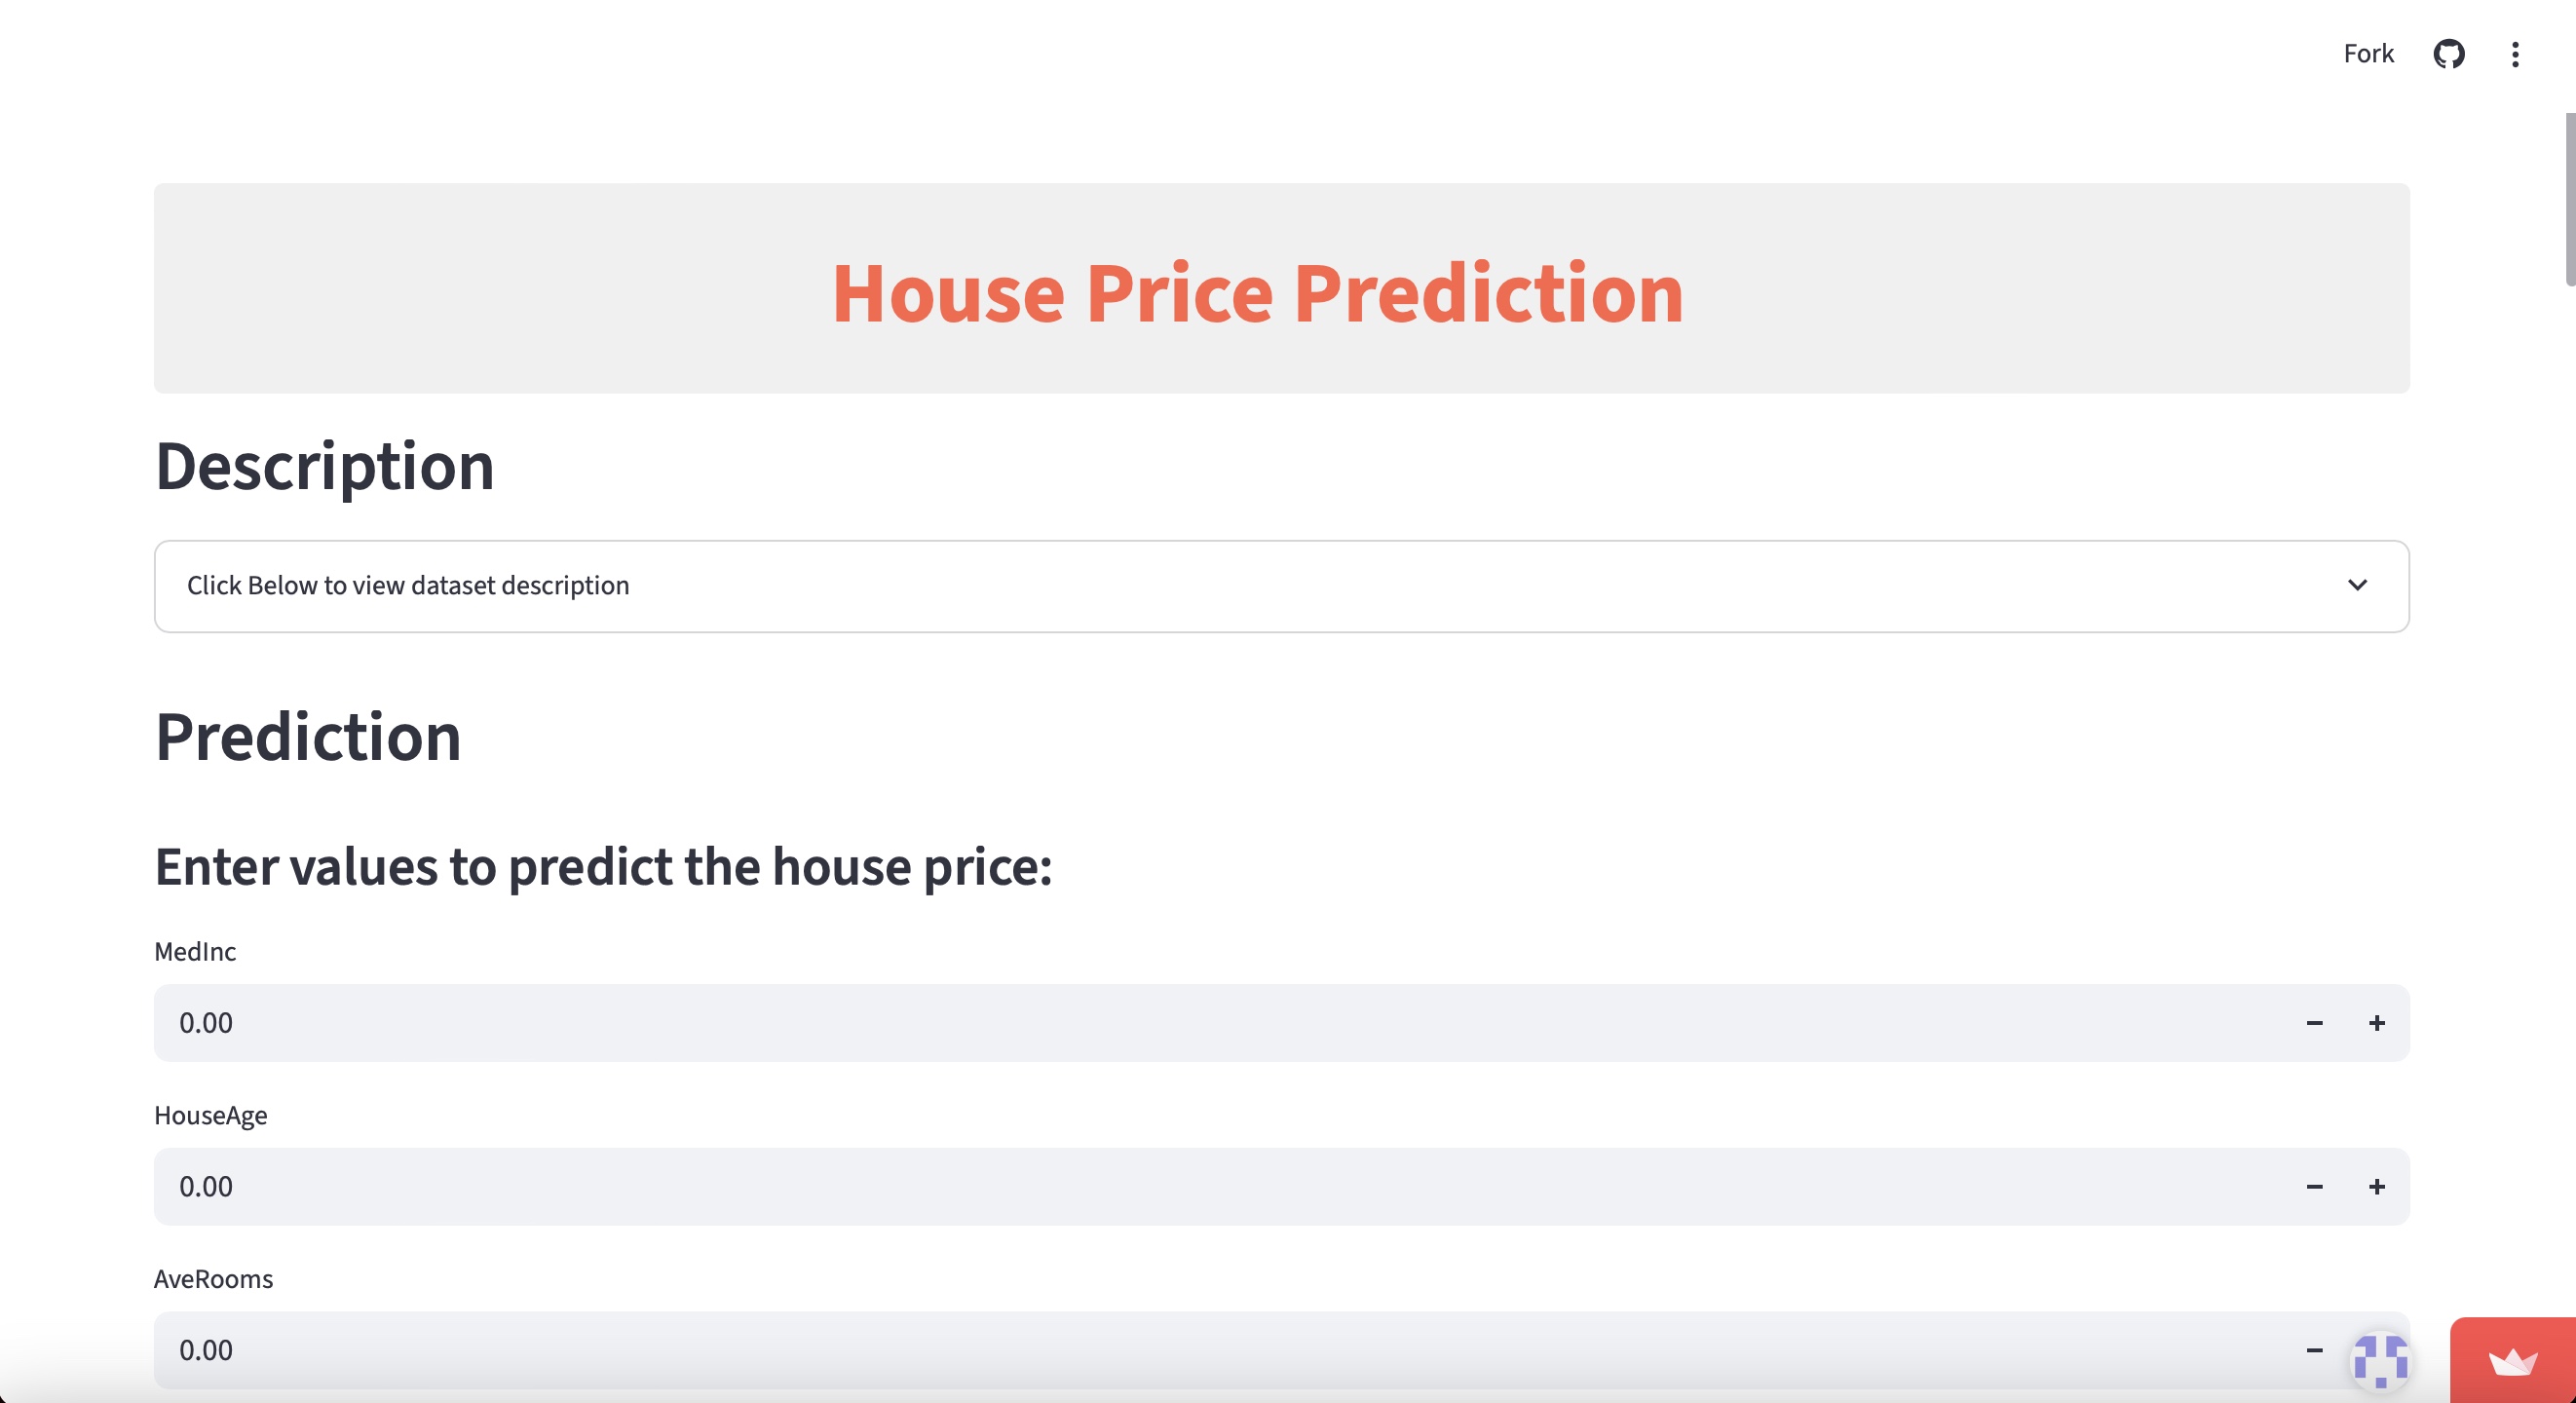 Fork
House Price Prediction
Description
Click Below to view dataset description
Prediction
Enter values to predict the house price:
MedInc
0.00
HouseAge
0.00
AveRooms
0.00